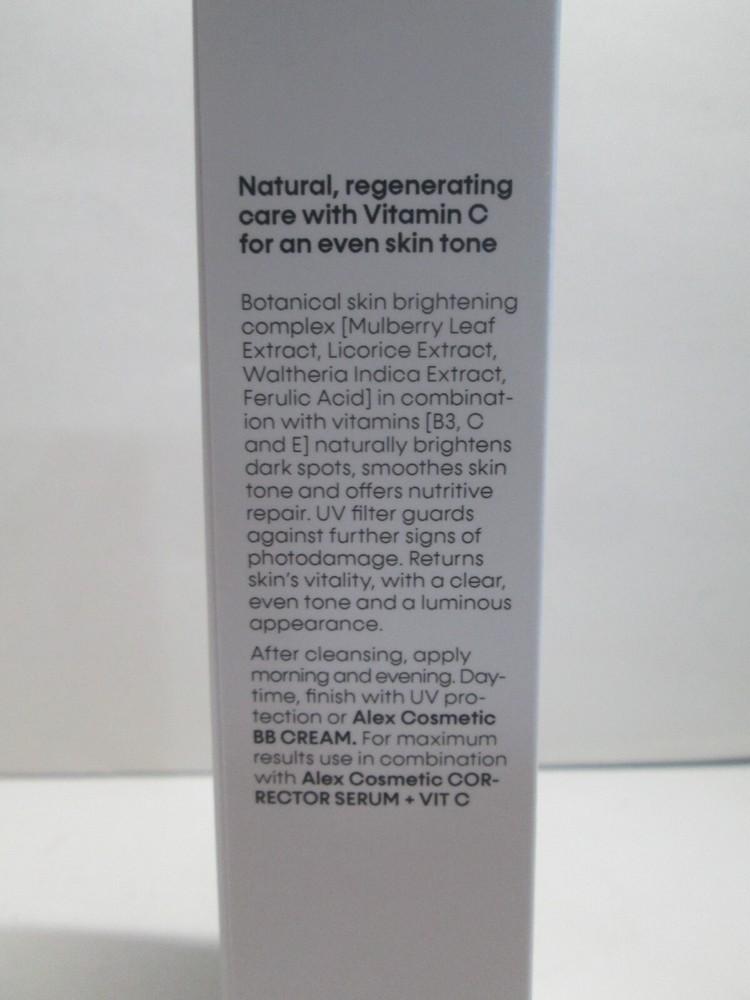 Natural, regenerating
care with Vitamin C
for an even skin tone
Botanical skin brightening
complex [Mulberry Leaf
Extract, Licorice Extract,
Waltheria Indica Extract,
Ferulic Acid] in combinat-
ion with vitamins [B3, C
and E] naturally brightens
dark spots, smoothes skin
tone and offers nutritive
repair. UV filter guards
against further signs of
photodamage. Returns
skin's vitality, with a clear,
even tone and a luminous
appearance.
After cleansing, apply
morning and evening. Day-
time, finish with UV pro-
tection or Alex Cosmetic
BB CREAM. For maximum
results use in combination
with Alex Cosmetic COR-
RECTOR SERUM + VIT C